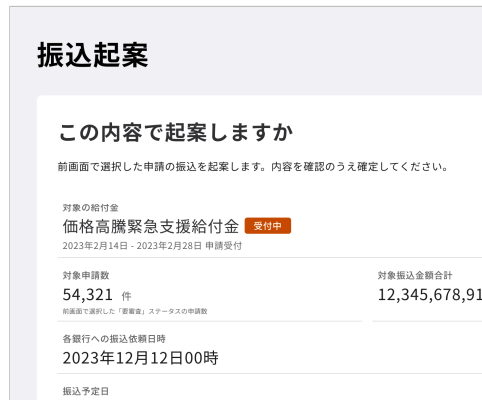 振込起案
この内容で起案しますか
前画面で選択した申請の振込を起案します。内容を確認のうえ確定してください。
対象の給付金
価格高騰緊急支援給付金 受付中
2023年2月14日 - 2023年2月28日 申請受付
対象申請数 対象振込金額合計
54,321 件 12,345,678,91
前画面で選択した「要審査」ステータスの申請数
各銀行への振込依頼日時
2023年12月12日00時
振込予定日